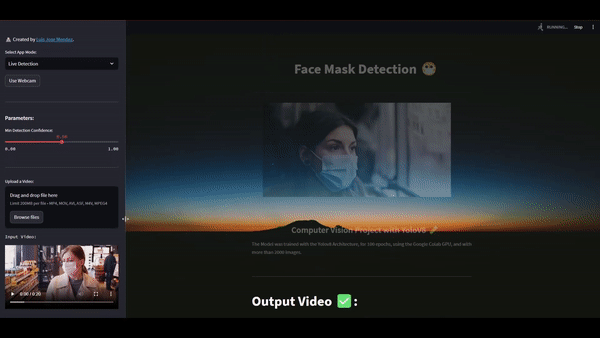 Created by Luis Jose Mendez.
Select App Mode:
Live Detection
Use Webcam
Parameters:
Min Detection Confidence:
0.50
0.00 1.00
Upload a Video:
Drag and drop file here
Limit 200MB per file • MP4, MOV, AVI, ASF, M4V, MPEG4
Browse files
Input Video:
0:00 / 0:20
RUNNING...
Stop
Face Mask Detection
Computer Vision Project with YoloV8
The Model was trained with the YoloV8 Architecture, for 100 epochs, using the Google Colab GPU, and with
more than 1000 images.
Output Video ✅: